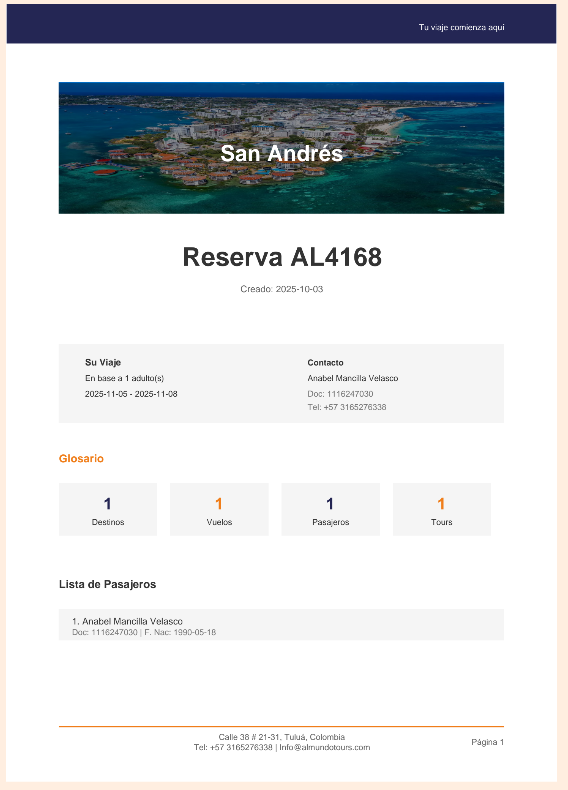 Tu viaje comienza aquí
San Andrés
Reserva AL4168
Creado: 2025-10-03
Su Viaje
En base a 1 adulto(s)
2025-11-05 - 2025-11-08
Contacto
Anabel Mancilla Velasco
Doc: 1116247030
Tel: +57 3165276338
Glosario
1
Destinos
1
Vuelos
1
Pasajeros
1
Tours
Lista de Pasajeros
1. Anabel Mancilla Velasco
Doc: 1116247030 | F. Nac: 1990-05-18
Calle 38 # 21-31, Tuluá, Colombia
Tel: +57 3165276338 | Info@almundotours.com
Página 1